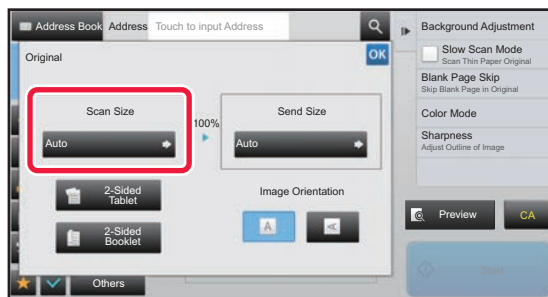 Address Book Address Touch to input Address
Original
OK
Scan Size
Auto
100%
Send Size
Auto
2-Sided
Tablet
2-Sided
Booklet
Image Orientation
A
A
Others
Background Adjustment
Slow Scan Mode
Scan Thin Paper Original
Blank Page Skip
Skip Blank Page in Original
Color Mode
Sharpness
Adjust Outline of Image
Preview
CA
Start